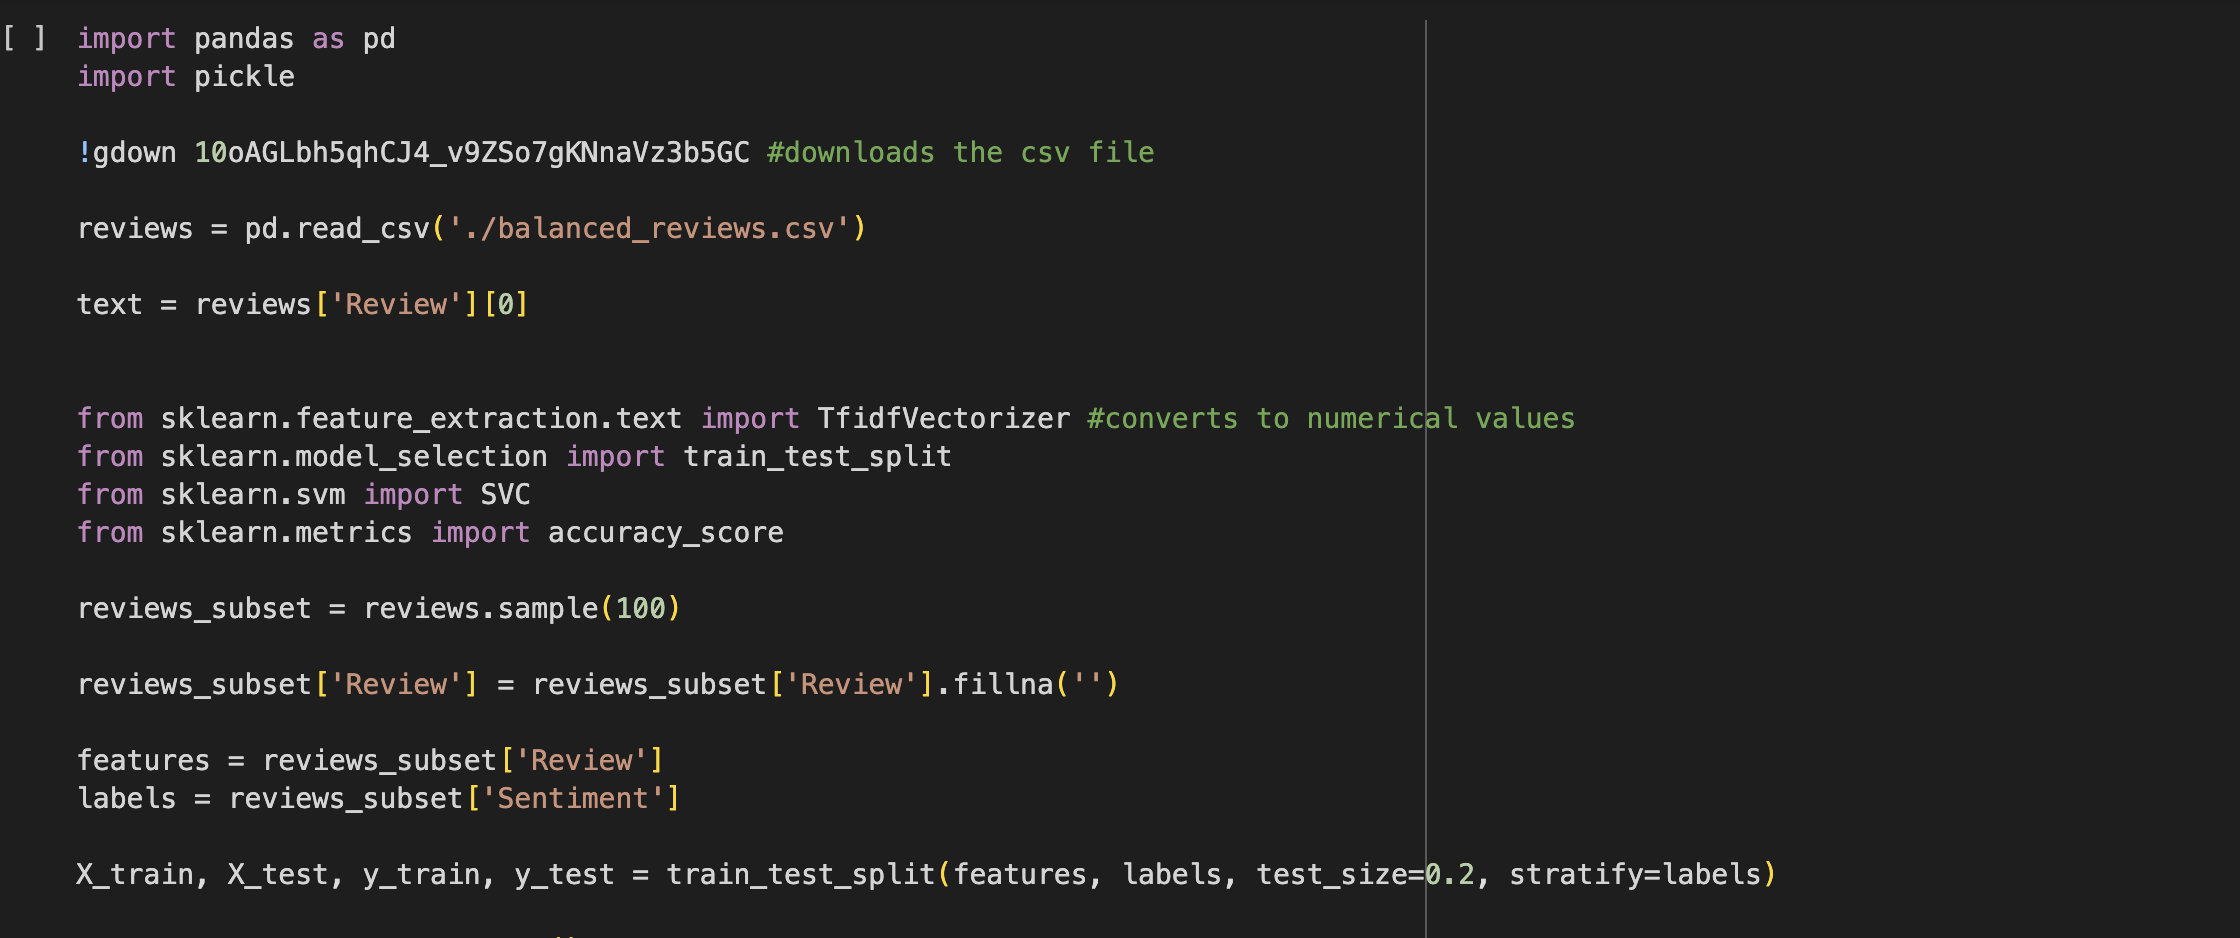 [ ] import pandas as pd
import pickle
!gdown 10oAGLbh5qhCJ4_v9ZSo7gKNnaVz3b5GC #downloads the csv file
reviews = pd.read_csv('./balanced_reviews.csv')
text = reviews['Review'][0]
from sklearn.feature_extraction.text import TfidfVectorizer #converts to numerical values
from sklearn.model_selection import train_test_split
from sklearn.svm import SVC
from sklearn.metrics import accuracy_score
reviews_subset = reviews.sample(100)
reviews_subset['Review'] = reviews_subset['Review'].fillna('')
features = reviews_subset['Review']
labels = reviews_subset['Sentiment']
X_train, X_test, y_train, y_test = train_test_split(features, labels, test_size=0.2, stratify=labels)